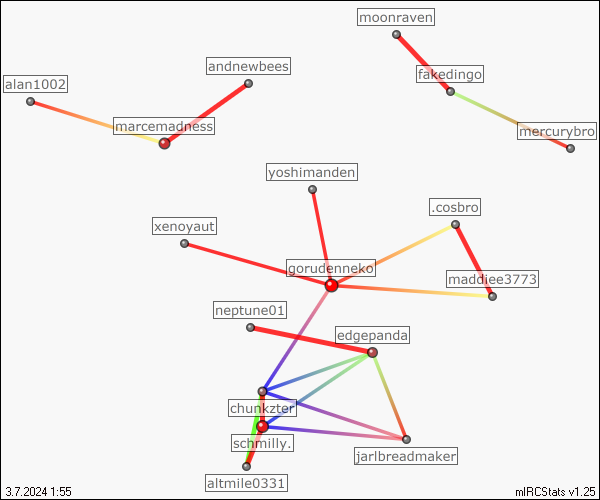 moonraven
andnewbees
fakedingo
alan1002
marcemadness
mercurybro
yoshimanden
.cosbro
xenoyaut
gorudenneko
maddiee3773
neptune01
edgepanda
chunkzter
schmilly.
jarlbreadmaker
altmile0331
3.7.2024 1:55
mIRCStats v1.25